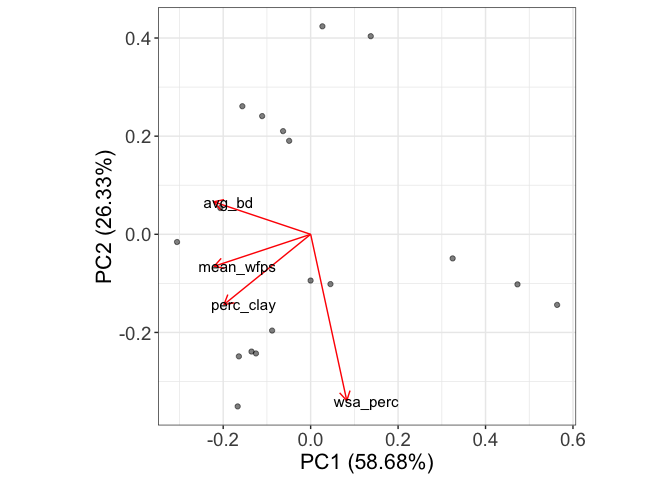 0.4
0.2
0.0
-0.2
PC2 (26.33%)
avg_bd
mean_wfps
perc_clay
wsa_perc
-0.2
0.0
0.2
0.4
0.6
PC1 (58.68%)